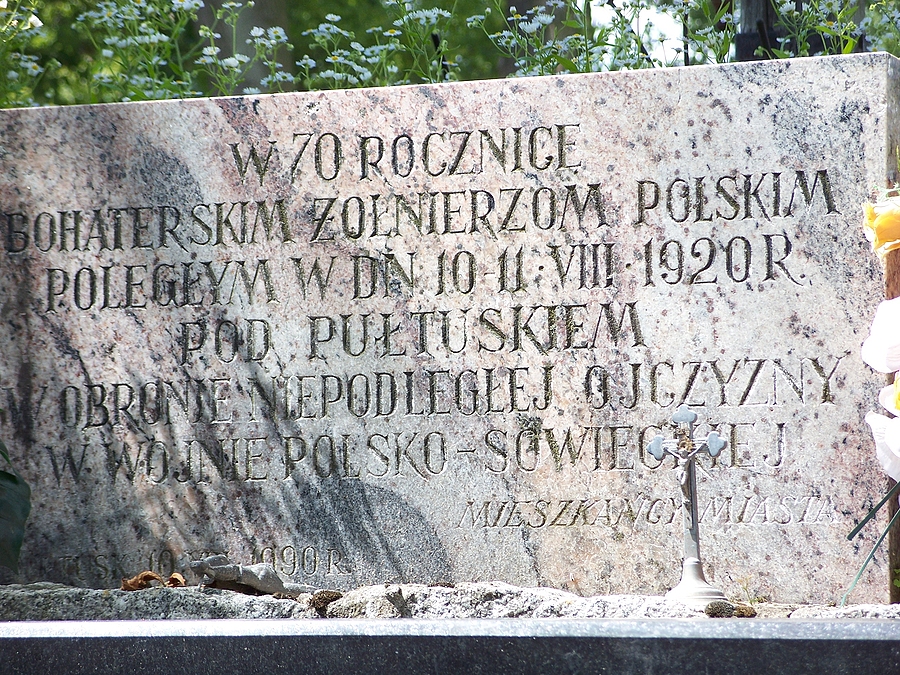 W 70 ROCZNICĘ
BOHATERSKIM ŻOŁNIERZOM POLSKIM
POLEGŁYM W DN 10-11·VIII·1920 R.
POD PUŁTUSKIEM
W OBRONIE NIEPODLEGŁEJ OJCZYZNY
W WOJNIE POLSKO-SOWIECKIEJ
MIESZKAŃCY MIASTA
1990 R.